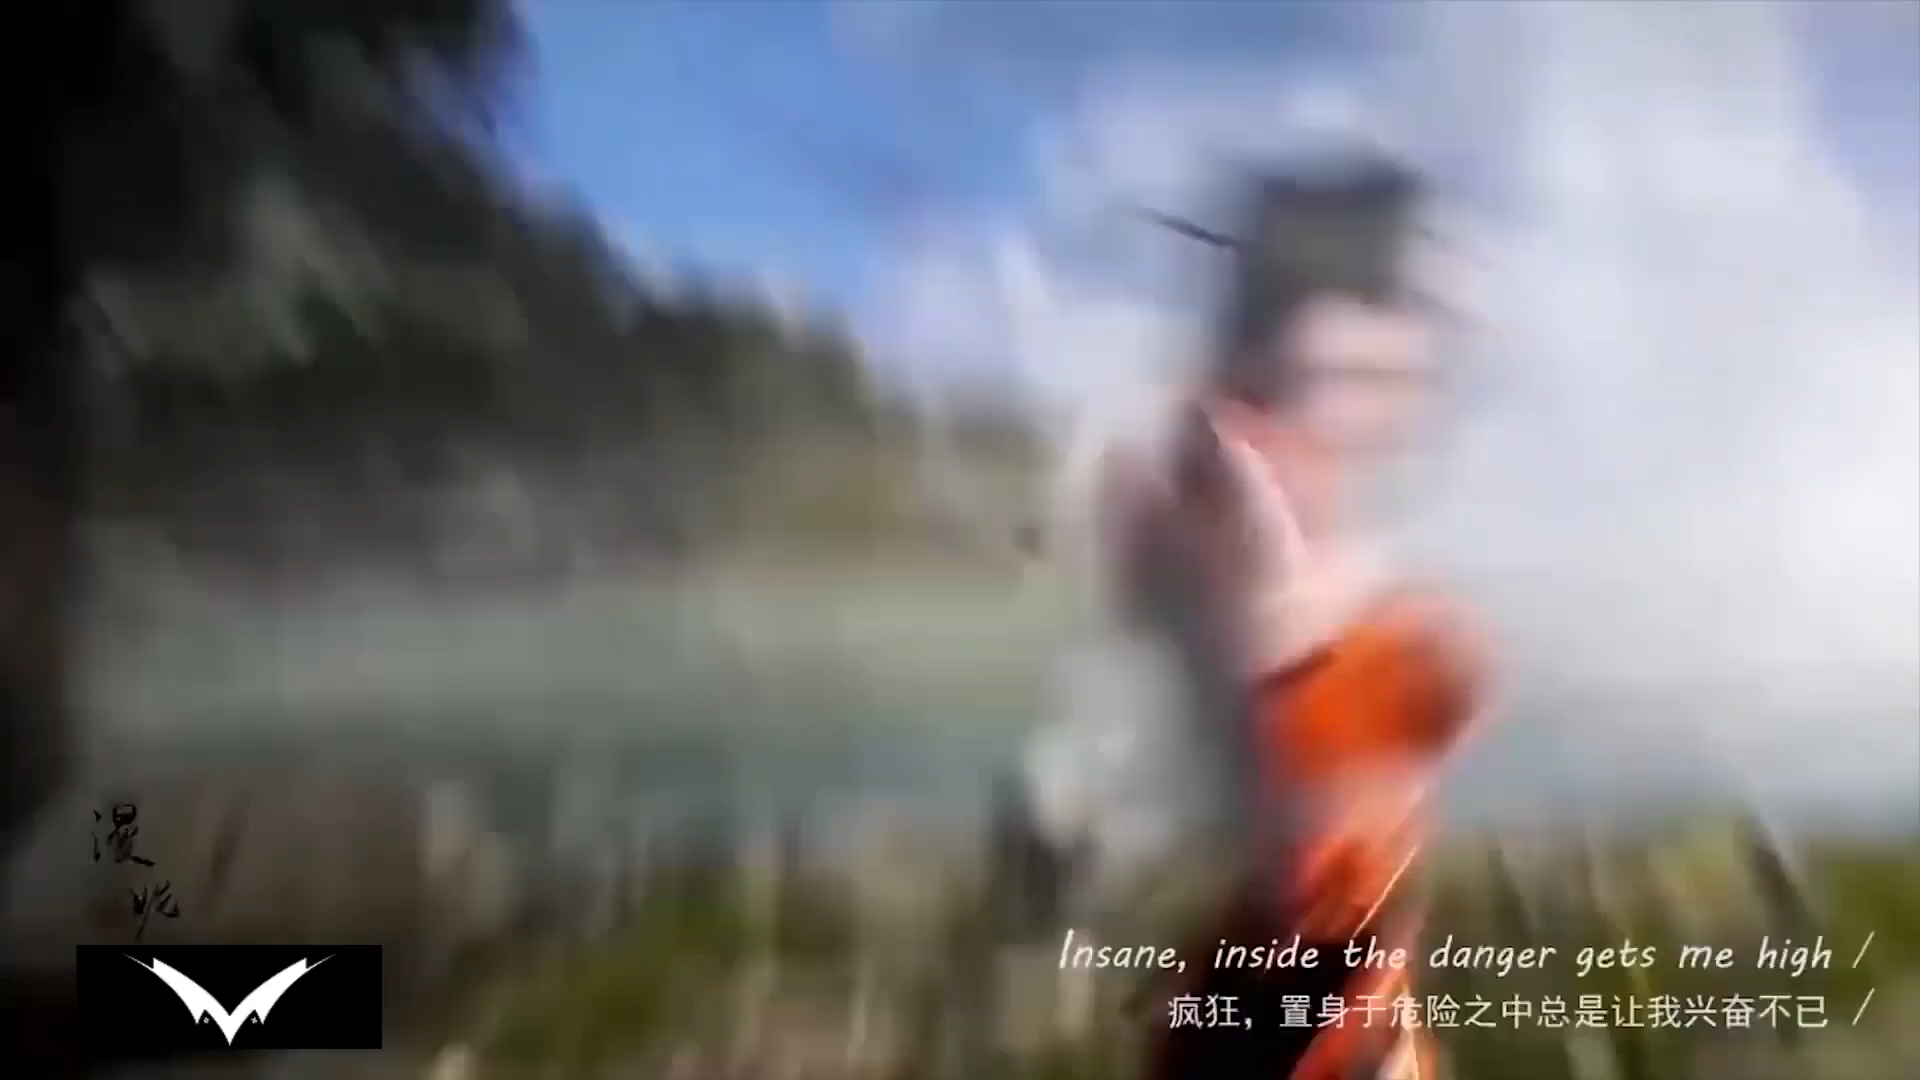 漫
昵
Insane, inside the danger gets me high /
疯狂，置身于危险之中总是让我兴奋不已 /